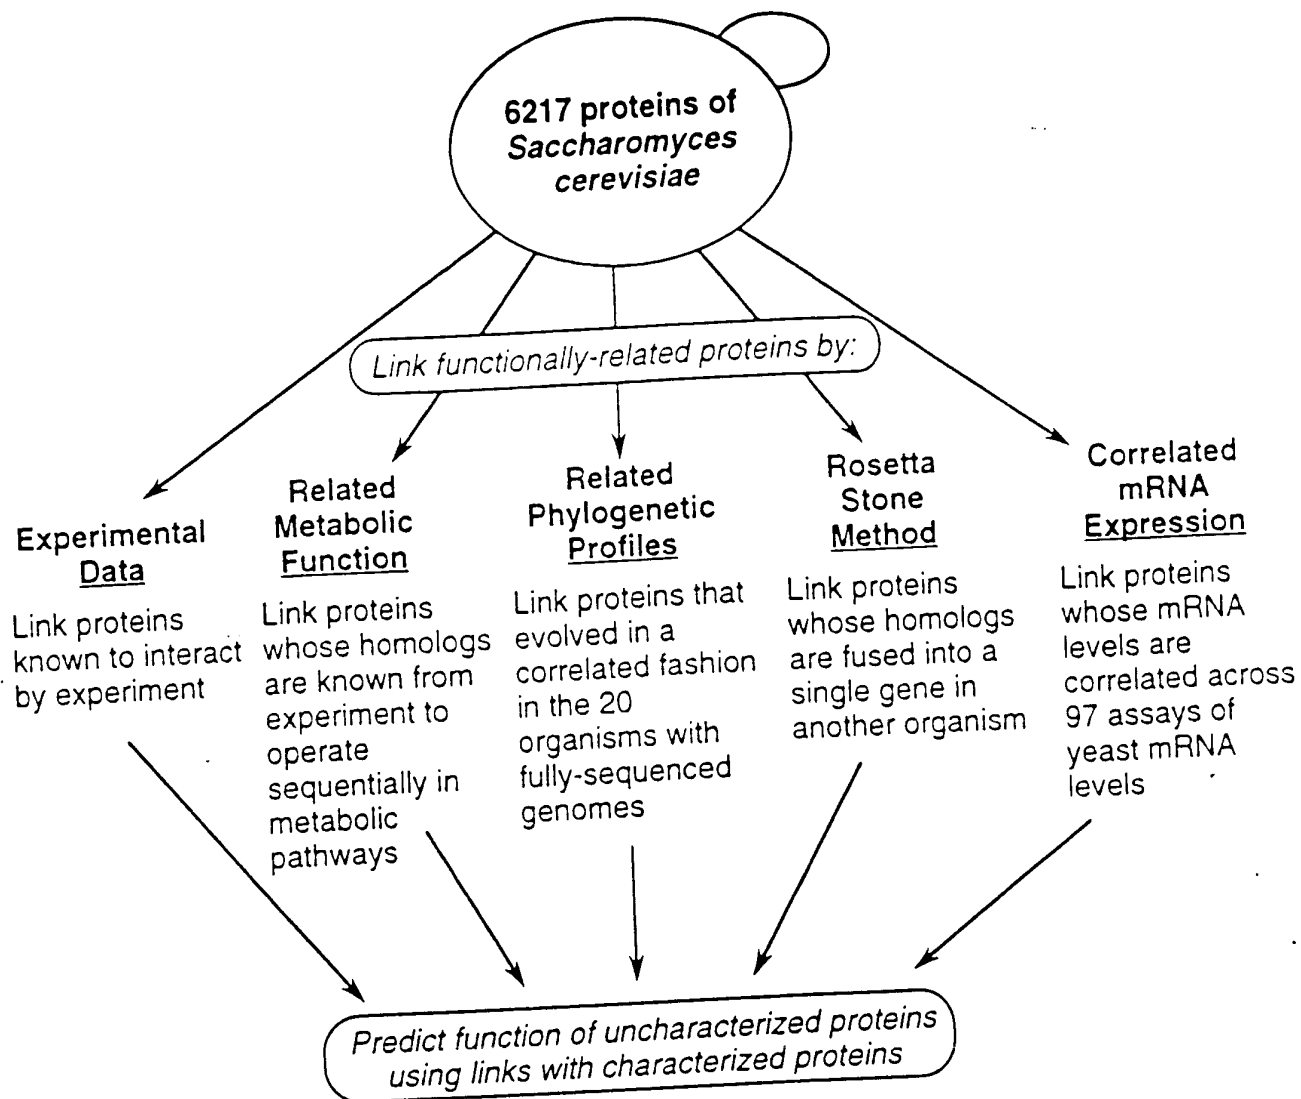 6217 proteins of
Saccharomyces
cerevisiae
Link functionally-related proteins by:
Experimental
Data
Link proteins
known to interact
by experiment
Related
Metabolic
Function
Link proteins
whose homologs
are known from
experiment to
operate
sequentially in
metabolic
pathways
Related
Phylogenetic
Profiles
Link proteins that
evolved in a
correlated fashion
in the 20
organisms with
fully-sequenced
genomes
Rosetta
Stone
Method
Link proteins
whose homologs
are fused into a
single gene in
another organism
Correlated
mRNA
Expression
Link proteins
whose mRNA
levels are
correlated across
97 assays of
yeast mRNA
levels
Predict function of uncharacterized proteins
using links with characterized proteins